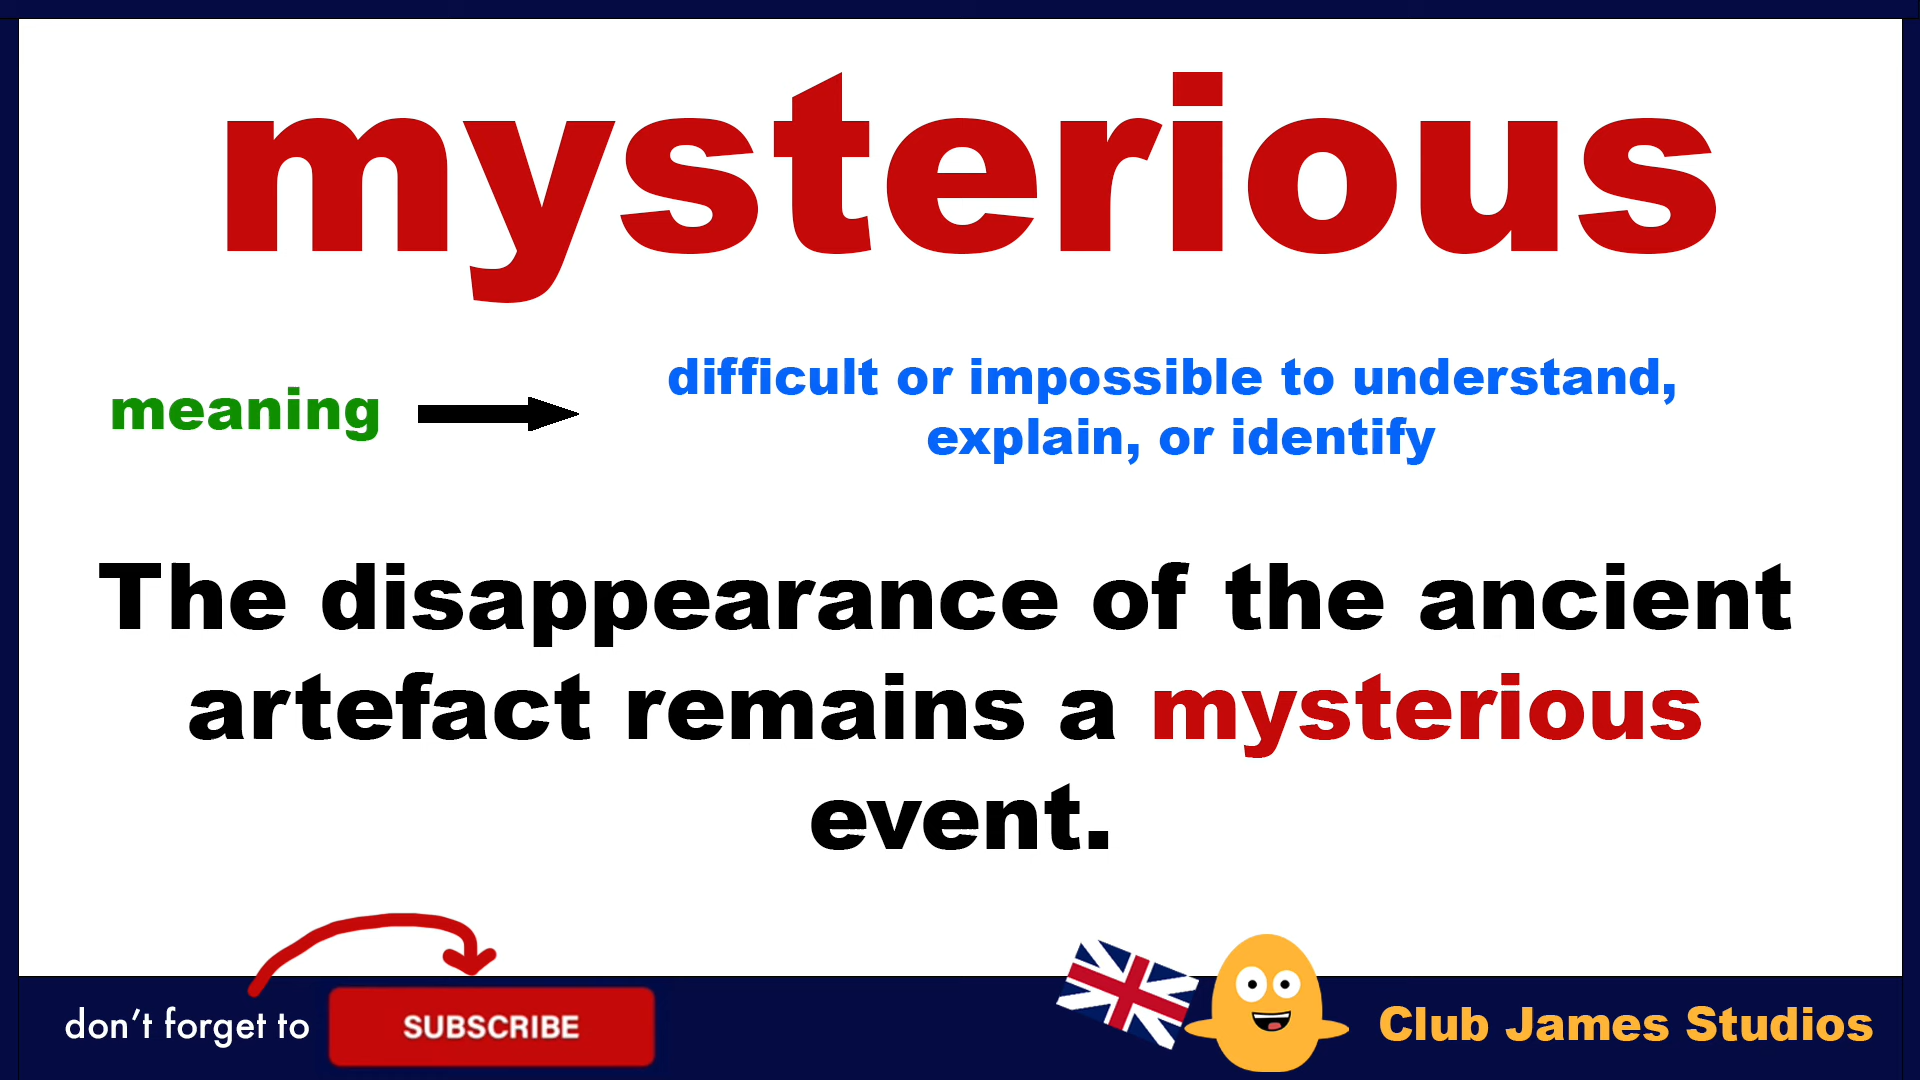 mysterious
meaning
difficult or impossible to understand,
explain, or identify
The disappearance of the ancient
artefact remains a mysterious
event.
don't forget to
SUBSCRIBE
Club James Studios